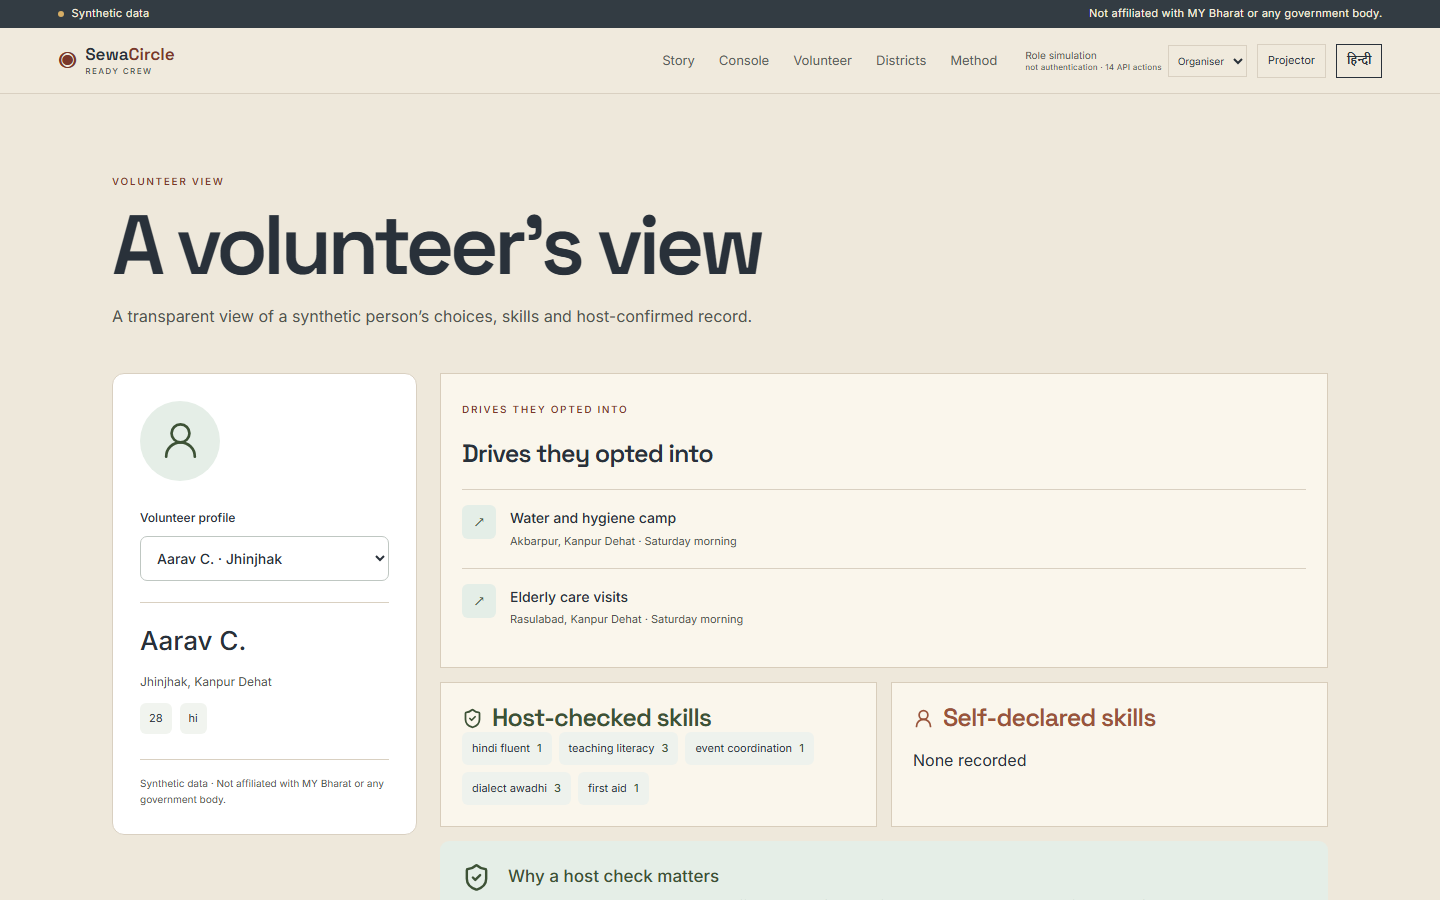 Synthetic data
Not affiliated with MY Bharat or any government body.
SewaCircle
READY CREW
Story
Console
Volunteer
Districts
Method
Role simulation
not authentication · 14 API actions
Organiser
Projector
हिन्दी
VOLUNTEER VIEW
A volunteer’s view
A transparent view of a synthetic person’s choices, skills and host-confirmed record.
Volunteer profile
Aarav C. · Jhinjhak
Aarav C.
Jhinjhak, Kanpur Dehat
28
hi
Synthetic data · Not affiliated with MY Bharat or any
government body.
DRIVES THEY OPTED INTO
Drives they opted into
Water and hygiene camp
Akbarpur, Kanpur Dehat · Saturday morning
Elderly care visits
Rasulabad, Kanpur Dehat · Saturday morning
Host-checked skills
hindi fluent 1
teaching literacy 3
event coordination 1
dialect awadhi 3
first aid 1
Self-declared skills
None recorded
Why a host check matters